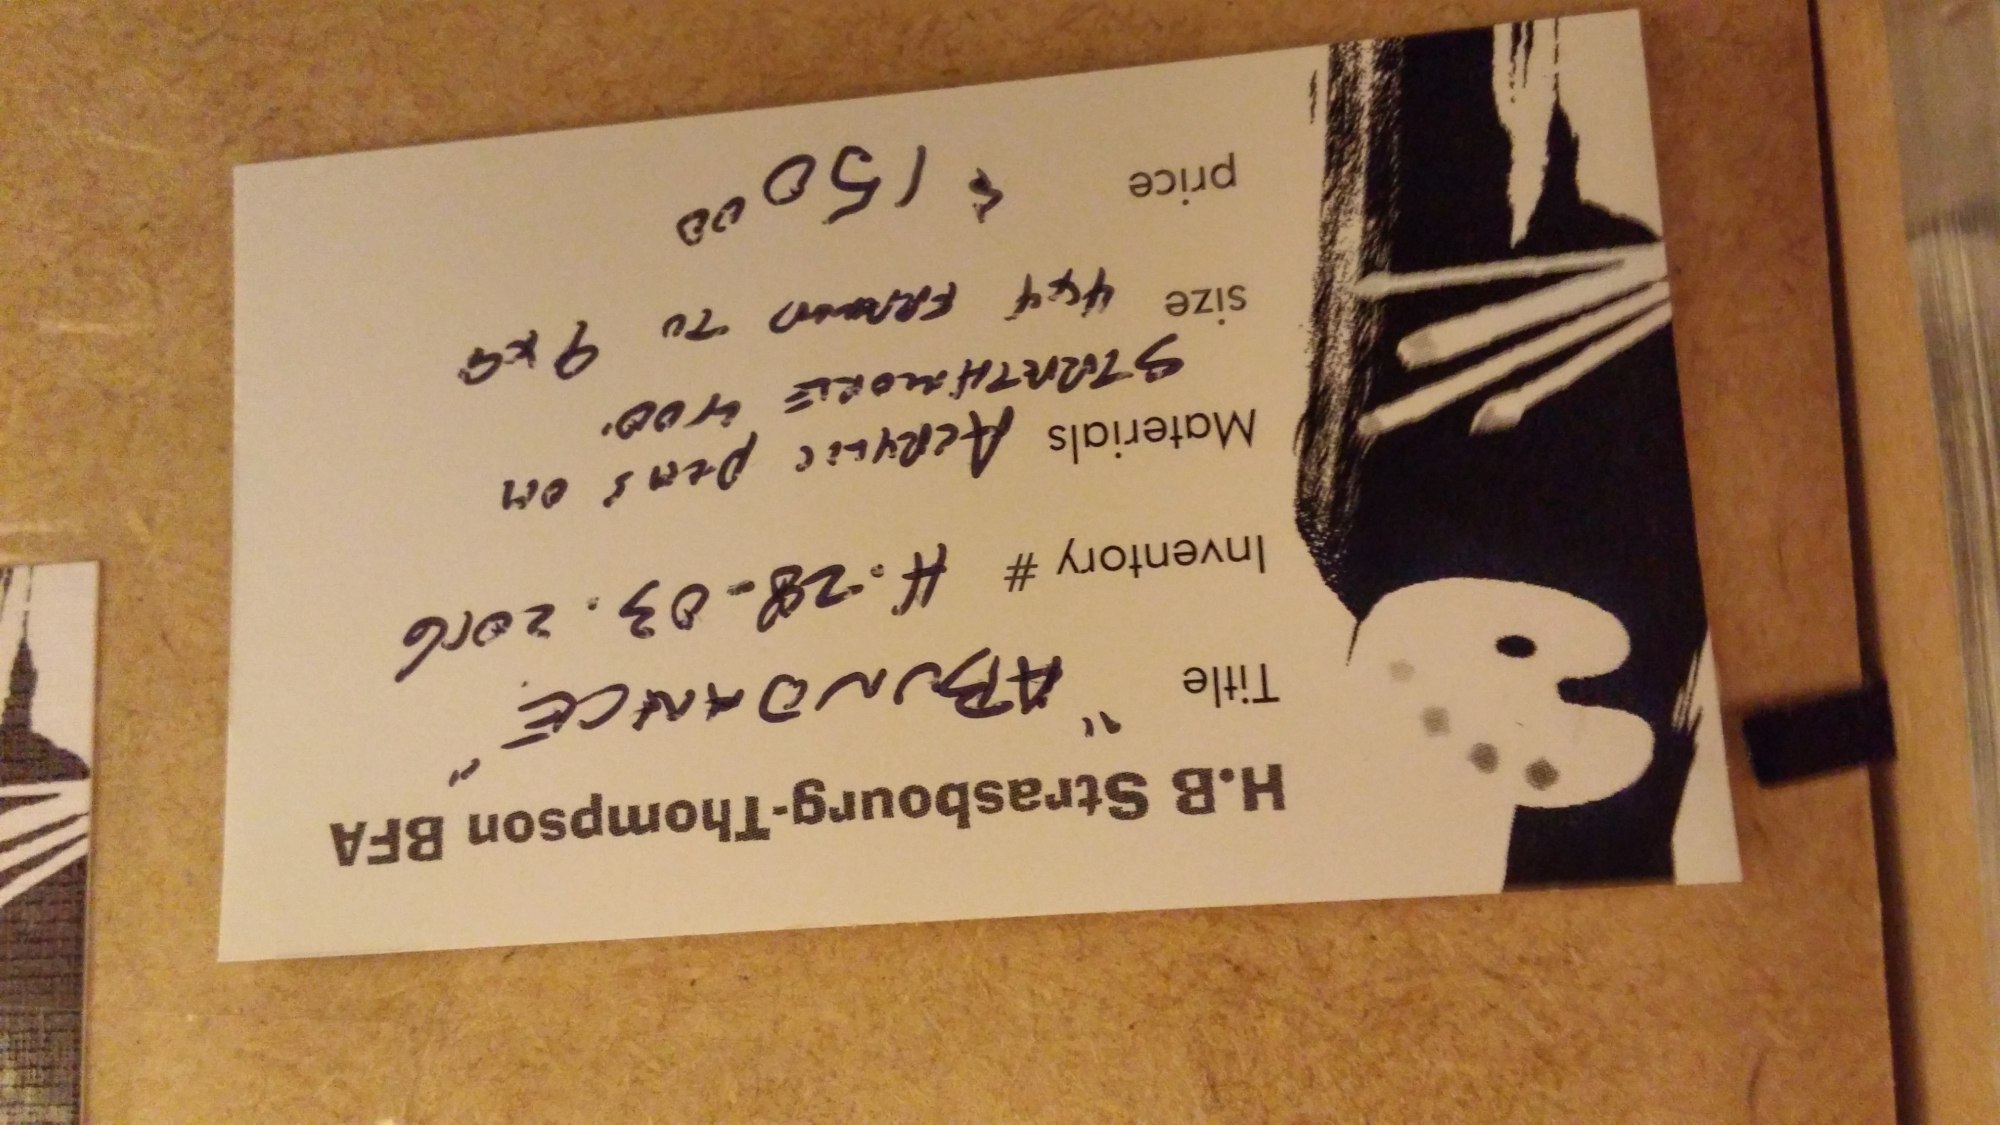 H.B Strasbourg-Thompson BFA
Title "ABUNDANCE"
Inventory # H.28-03.2016
Materials ACRYLIC PENS ON
STRATHMORE 400.
size 4x4 FRAMED TO 9x9
price $150 00